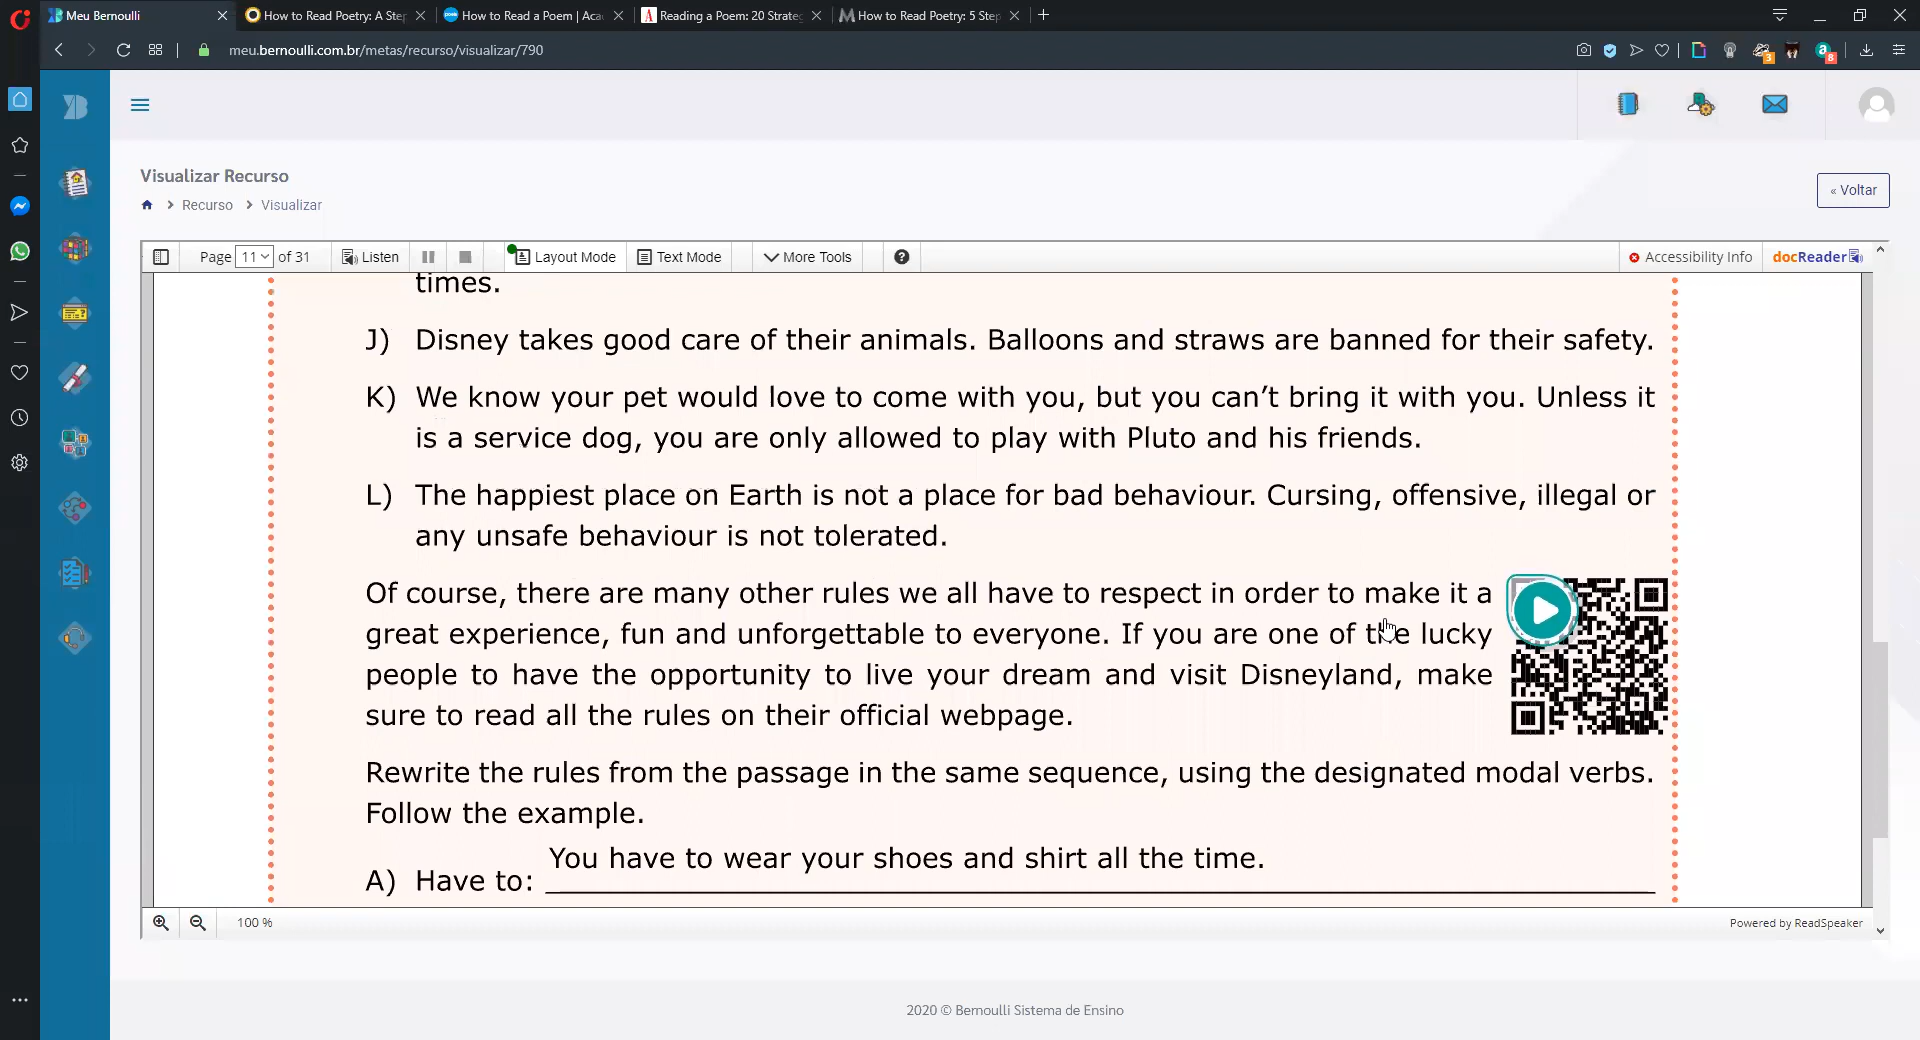 Meu Bernoulli
How to Read Poetry: A Step
How to Read a Poem | Aca
Reading a Poem: 20 Strateg
How to Read Poetry: 5 Step
meu.bernoulli.com.br/metas/recurso/visualizar/790
3
8
Visualizar Recurso
« Voltar
Recurso
Visualizar
Page 11 of 31
Listen
Layout Mode
Text Mode
More Tools
Accessibility Info
docReader
times.
J) Disney takes good care of their animals. Balloons and straws are banned for their safety.
K) We know your pet would love to come with you, but you can’t bring it with you. Unless it
is a service dog, you are only allowed to play with Pluto and his friends.
L) The happiest place on Earth is not a place for bad behaviour. Cursing, offensive, illegal or
any unsafe behaviour is not tolerated.
Of course, there are many other rules we all have to respect in order to make it a
great experience, fun and unforgettable to everyone. If you are one of the lucky
people to have the opportunity to live your dream and visit Disneyland, make
sure to read all the rules on their official webpage.
Rewrite the rules from the passage in the same sequence, using the designated modal verbs.
Follow the example.
You have to wear your shoes and shirt all the time.
A) Have to:
100 %
Powered by ReadSpeaker
2020 © Bernoulli Sistema de Ensino